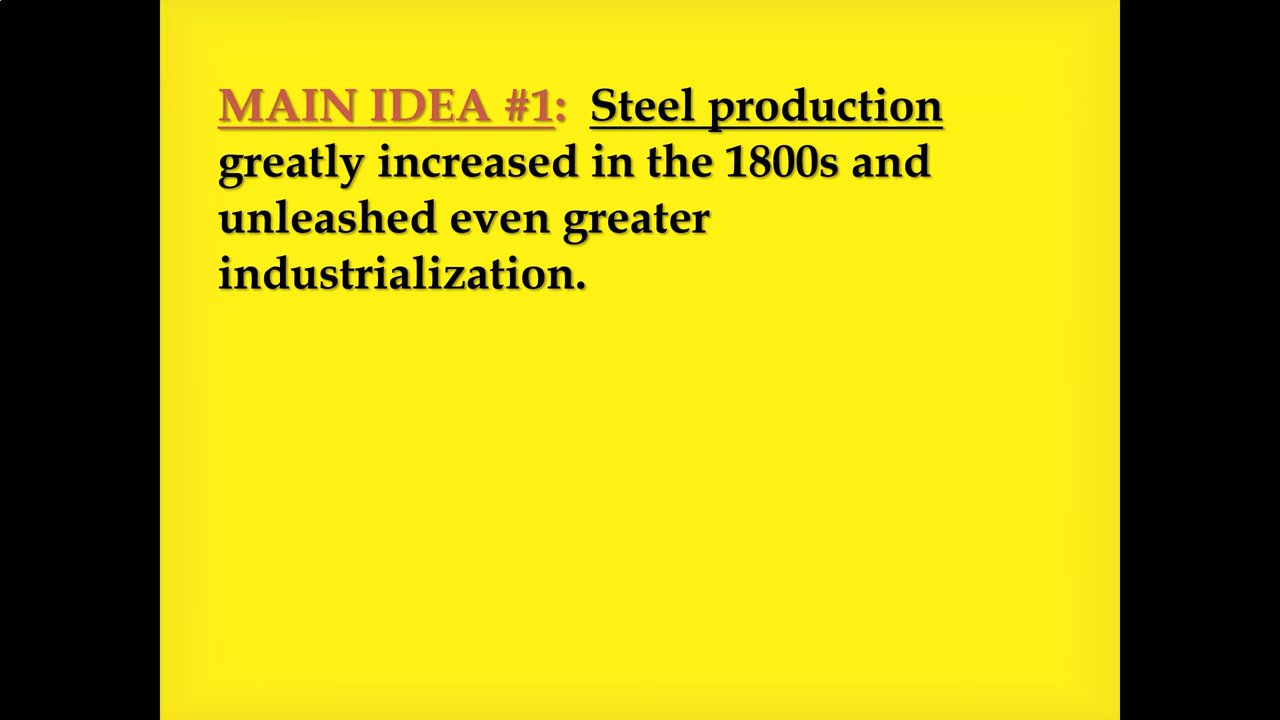 MAIN IDEA #1: Steel production
greatly increased in the 1800s and
unleashed even greater
industrialization.